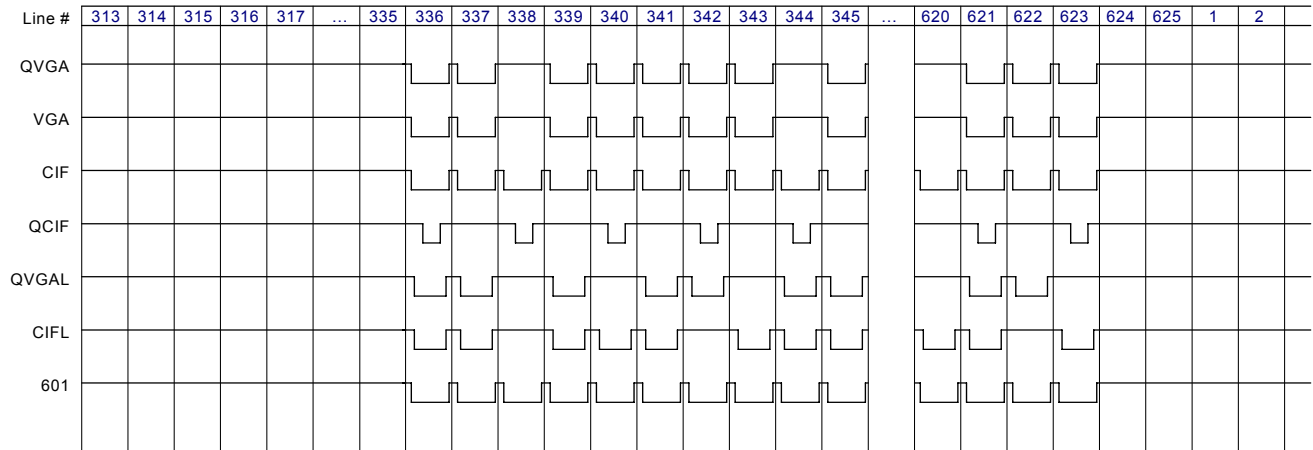 Line # 313 314 315 316 317 ... 335 336 337 338 339 340 341 342 343 344 345 ... 620 621 622 623 624 625 1 2
QVGA
VGA
CIF
QCIF
QVGAL
CIFL
601